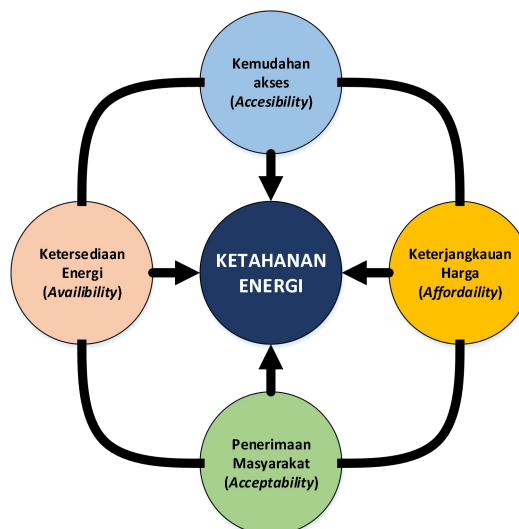 Kemudahan
akses
(Accesibility)
Ketersediaan
Energi
(Availibility)
KETAHANAN
ENERGI
Keterjangkauan
Harga
(Affordaility)
Penerimaan
Masyarakat
(Acceptability)